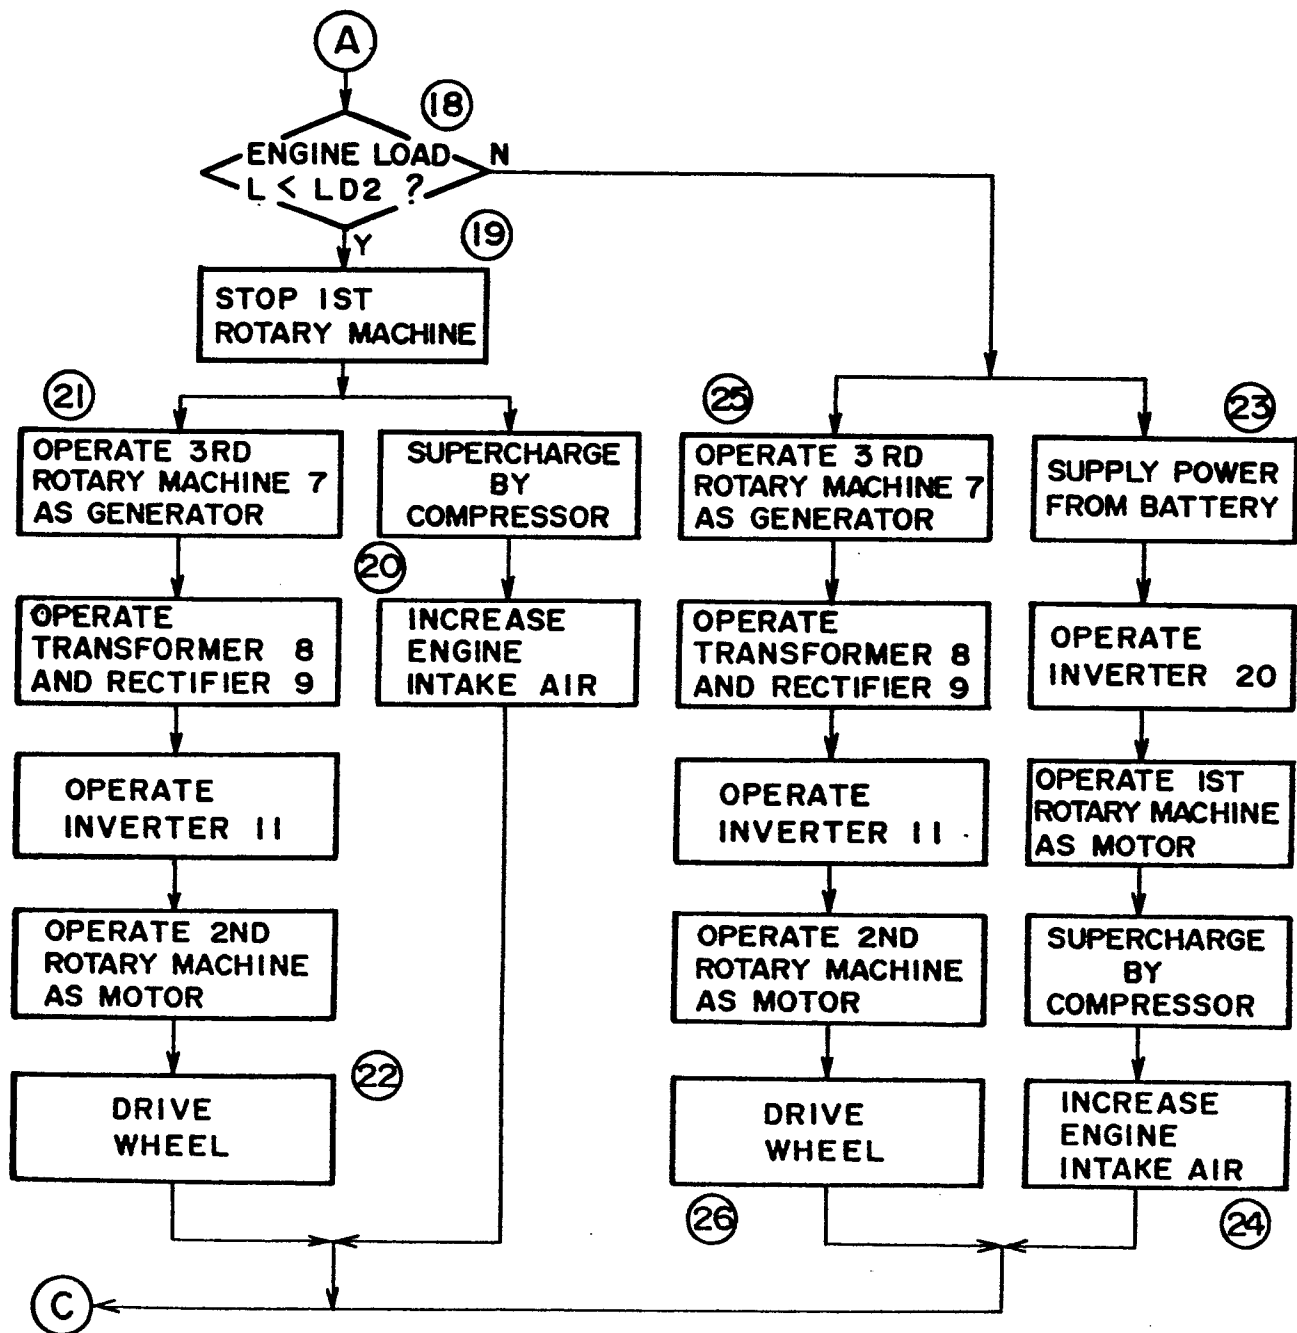 A
18
ENGINE LOAD
L < LD2 ?
N
Y
19
STOP 1ST
ROTARY MACHINE
21
OPERATE 3RD
ROTARY MACHINE 7
AS GENERATOR
OPERATE
TRANSFORMER 8
AND RECTIFIER 9
OPERATE
INVERTER 11
OPERATE 2ND
ROTARY MACHINE
AS MOTOR
22
DRIVE
WHEEL
SUPERCHARGE
BY
COMPRESSOR
20
INCREASE
ENGINE
INTAKE AIR
25
OPERATE 3RD
ROTARY MACHINE 7
AS GENERATOR
OPERATE
TRANSFORMER 8
AND RECTIFIER 9
OPERATE
INVERTER 11
OPERATE 2ND
ROTARY MACHINE
AS MOTOR
DRIVE
WHEEL
26
23
SUPPLY POWER
FROM BATTERY
OPERATE
INVERTER 20
OPERATE 1ST
ROTARY MACHINE
AS MOTOR
SUPERCHARGE
BY
COMPRESSOR
INCREASE
ENGINE
INTAKE AIR
24
C